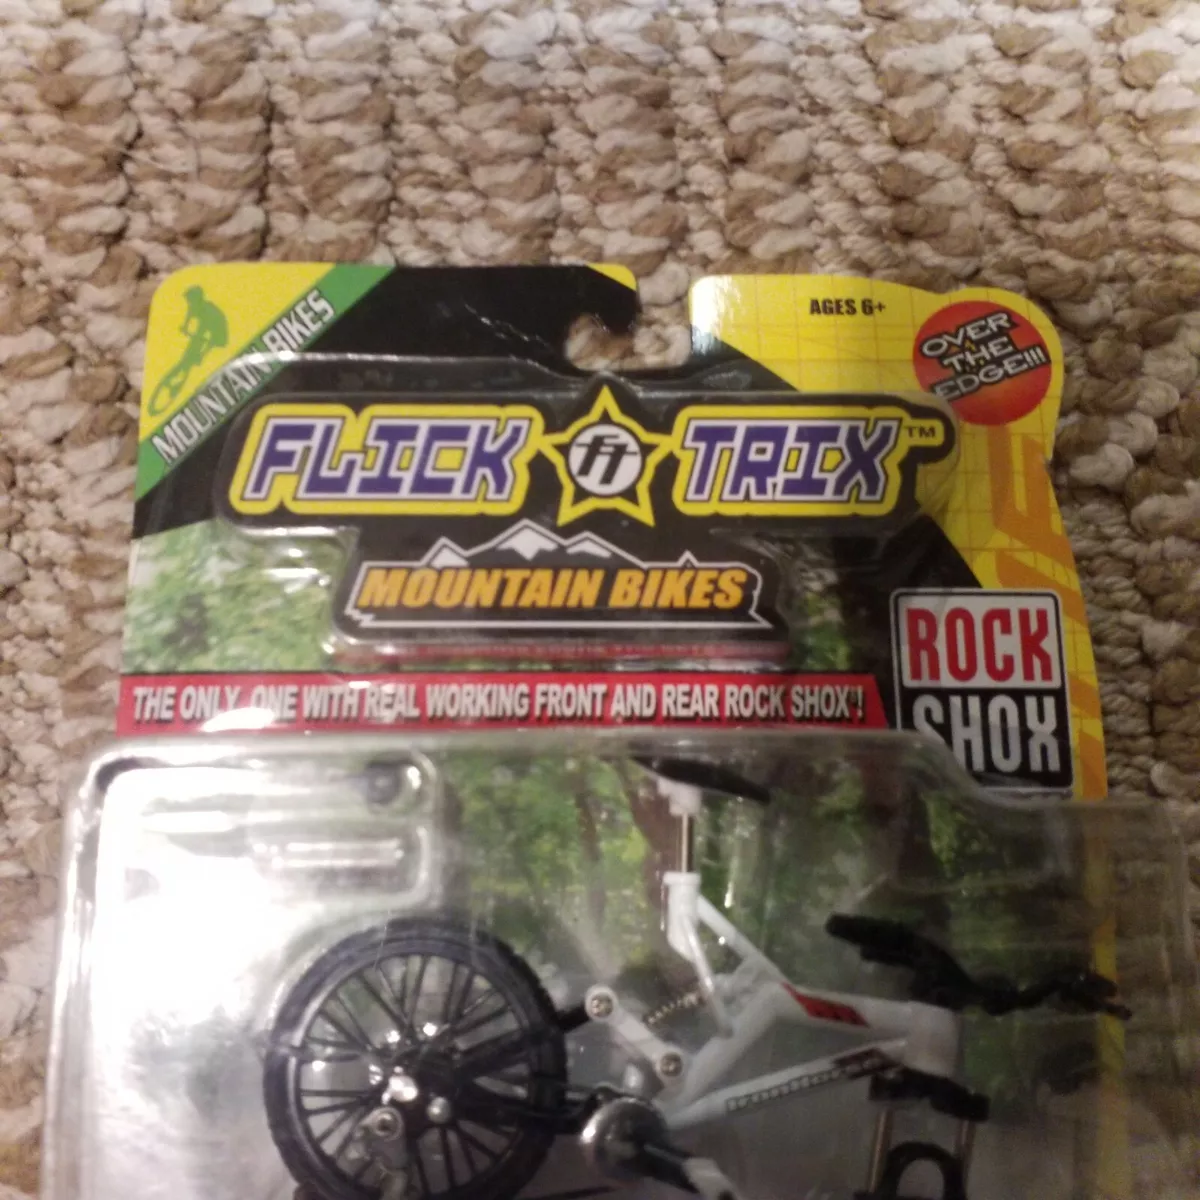 AGES 6+
OVER
THE
EDGE!!!
MOUNTAIN BIKES
FLICK ft TRIX™
MOUNTAIN BIKES
ROCK
SHOX
THE ONLY ONE WITH REAL WORKING FRONT AND REAR ROCK SHOX®!
IronHorse